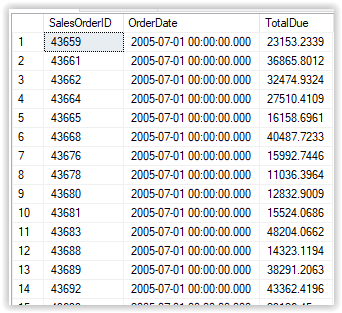 SalesOrderID OrderDate TotalDue
1 43659 2005-07-01 00:00:00.000 23153.2339
2 43661 2005-07-01 00:00:00.000 36865.8012
3 43662 2005-07-01 00:00:00.000 32474.9324
4 43664 2005-07-01 00:00:00.000 27510.4109
5 43665 2005-07-01 00:00:00.000 16158.6961
6 43668 2005-07-01 00:00:00.000 40487.7233
7 43676 2005-07-01 00:00:00.000 15992.7446
8 43678 2005-07-01 00:00:00.000 11036.3964
9 43680 2005-07-01 00:00:00.000 12832.9009
10 43681 2005-07-01 00:00:00.000 15524.0686
11 43683 2005-07-01 00:00:00.000 48204.0662
12 43688 2005-07-01 00:00:00.000 14323.1194
13 43689 2005-07-01 00:00:00.000 38291.2063
14 43692 2005-07-01 00:00:00.000 43362.4196